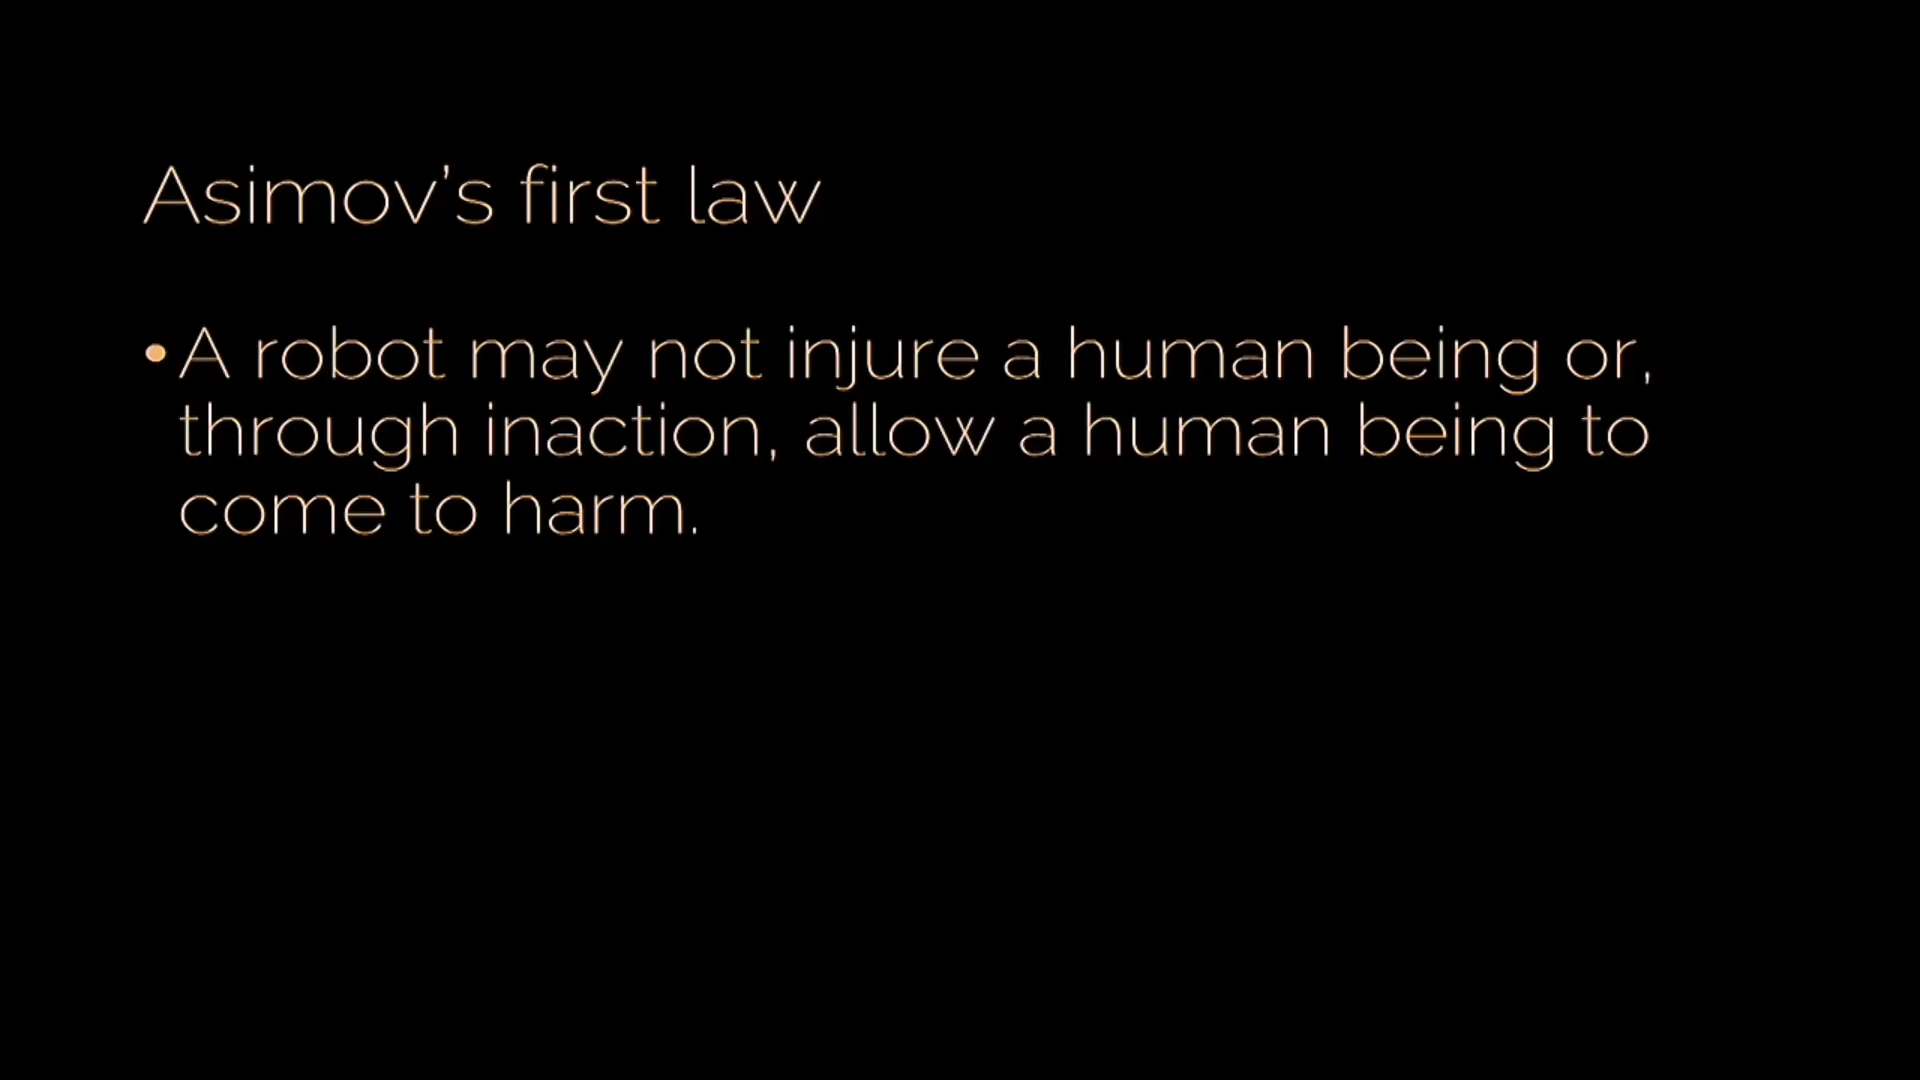 Asimov’s first law
•A robot may not injure a human being or,
through inaction, allow a human being to
come to harm.